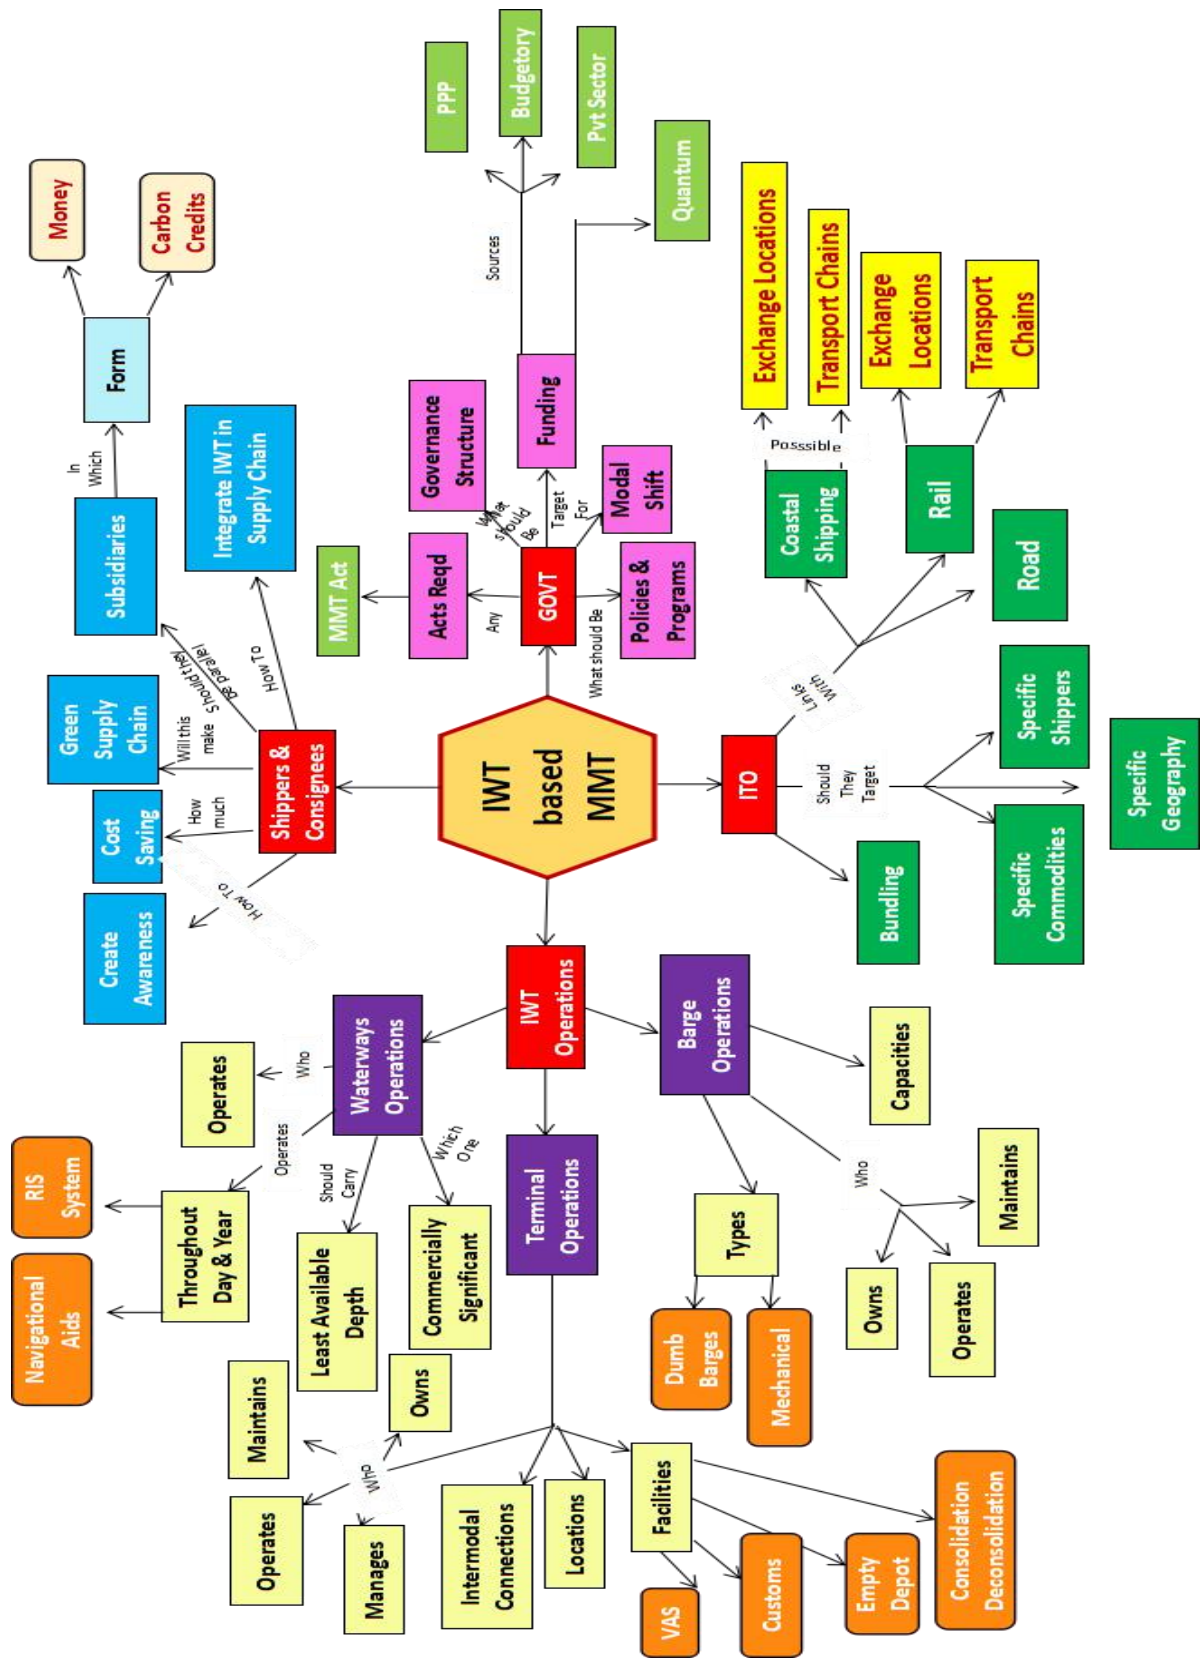 Navigational
Aids
RIS
System
Throughout
Day & Year
Operates
Operates
Who
Waterways
Operations
Should
Carry
Which
One
Least Available
Depth
Commercially
Significant
Maintains
Operates
Who
Owns
Manages
Intermodal
Connections
Locations
Facilities
VAS
Customs
Empty
Depot
Consolidation
Deconsolidation
Terminal
Operations
IWT
Operations
Barge
Operations
Types
Dumb
Barges
Mechanical
Who
Owns
Operates
Maintains
Capacities
IWT
based
MMT
Shippers &
Consignees
How To
Create
Awareness
How
much
Cost
Saving
Will this
make
Green
Supply
Chain
Should they
be parallel
Subsidiaries
In
Which
Form
Money
Carbon
Credits
How To
Integrate IWT in
Supply Chain
GOVT
Any
Acts Reqd
MMT Act
What
should
Be
Governance
Structure
Target
For
Funding
Modal
Shift
What should Be
Policies &
Programs
Sources
PPP
Budgetory
Pvt Sector
Quantum
ITO
Bundling
Should
They
Target
Specific
Commodities
Specific
Geography
Specific
Shippers
Links
With
Coastal
Shipping
Rail
Road
Posssible
Exchange Locations
Transport Chains
Exchange
Locations
Transport
Chains